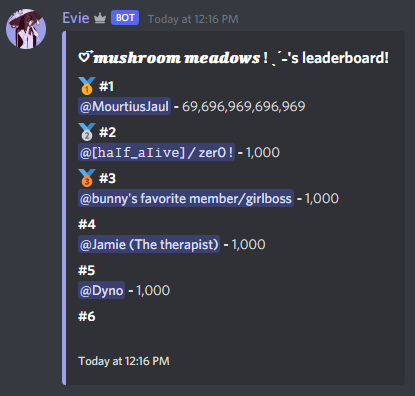 Evie BOT Today at 12:16 PM
♡̆̈ mushroom meadows ! ˎˊ˗'s leaderboard!
🥇 #1
@MourtiusJaul - 69,696,969,696,969
🥈 #2
@[haIf_aIive] / zer0 ! - 1,000
🥉 #3
@bunny's favorite member/girlboss - 1,000
#4
@Jamie (The therapist) - 1,000
#5
@Dyno - 1,000
#6
Today at 12:16 PM